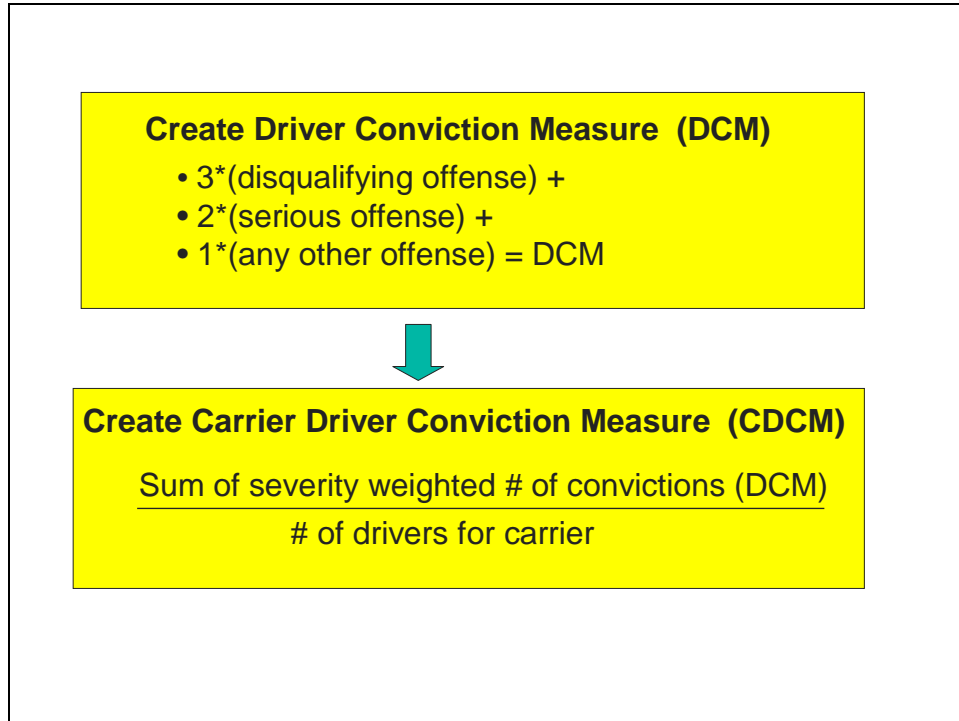 Create Driver Conviction Measure (DCM)
• 3*(disqualifying offense) +
• 2*(serious offense) +
• 1*(any other offense) = DCM
Create Carrier Driver Conviction Measure (CDCM)
Sum of severity weighted # of convictions (DCM)
# of drivers for carrier